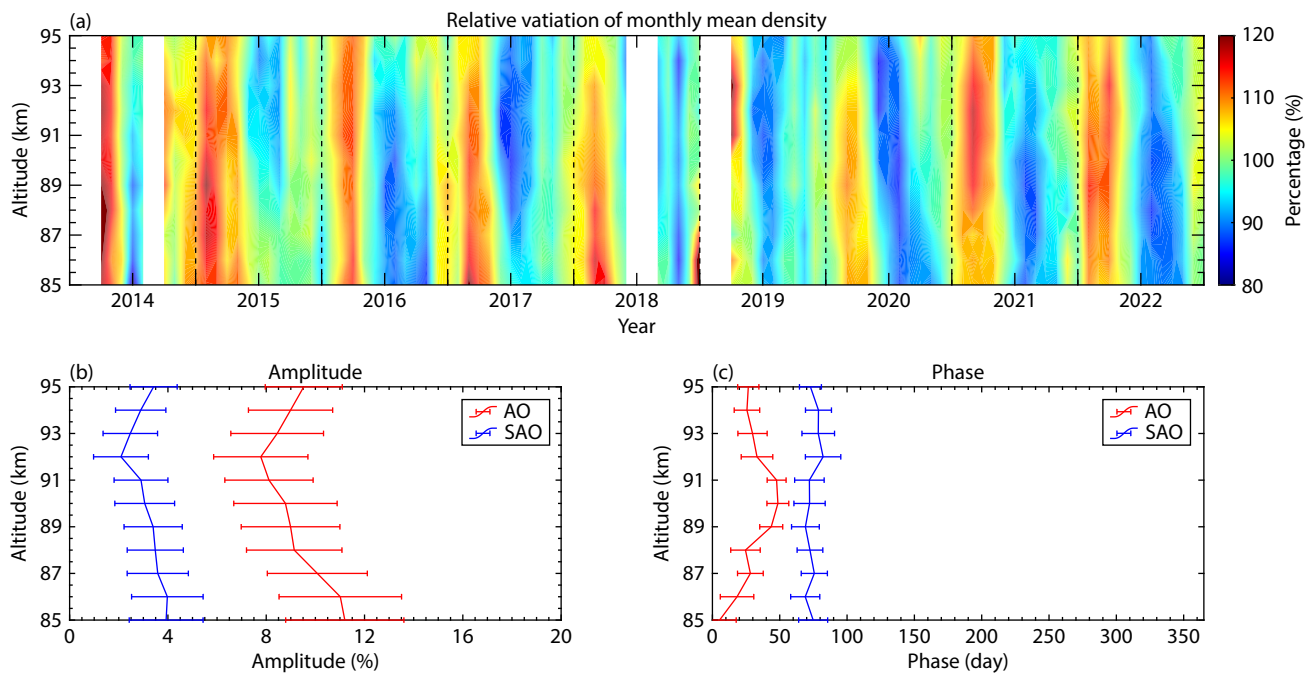 (a) Relative vatiation of monthly mean density
95
93
91
89
87
85
Altitude (km)
2014 2015 2016 2017 2018 2019 2020 2021 2022
Year
120
110
100
90
80
Percentage (%)
(b) Amplitude
95
93
91
89
87
85
Altitude (km)
AO
SAO
0 4 8 12 16 20
Amplitude (%)
(c) Phase
95
93
91
89
87
85
Altitude (km)
AO
SAO
0 50 100 150 200 250 300 350
Phase (day)